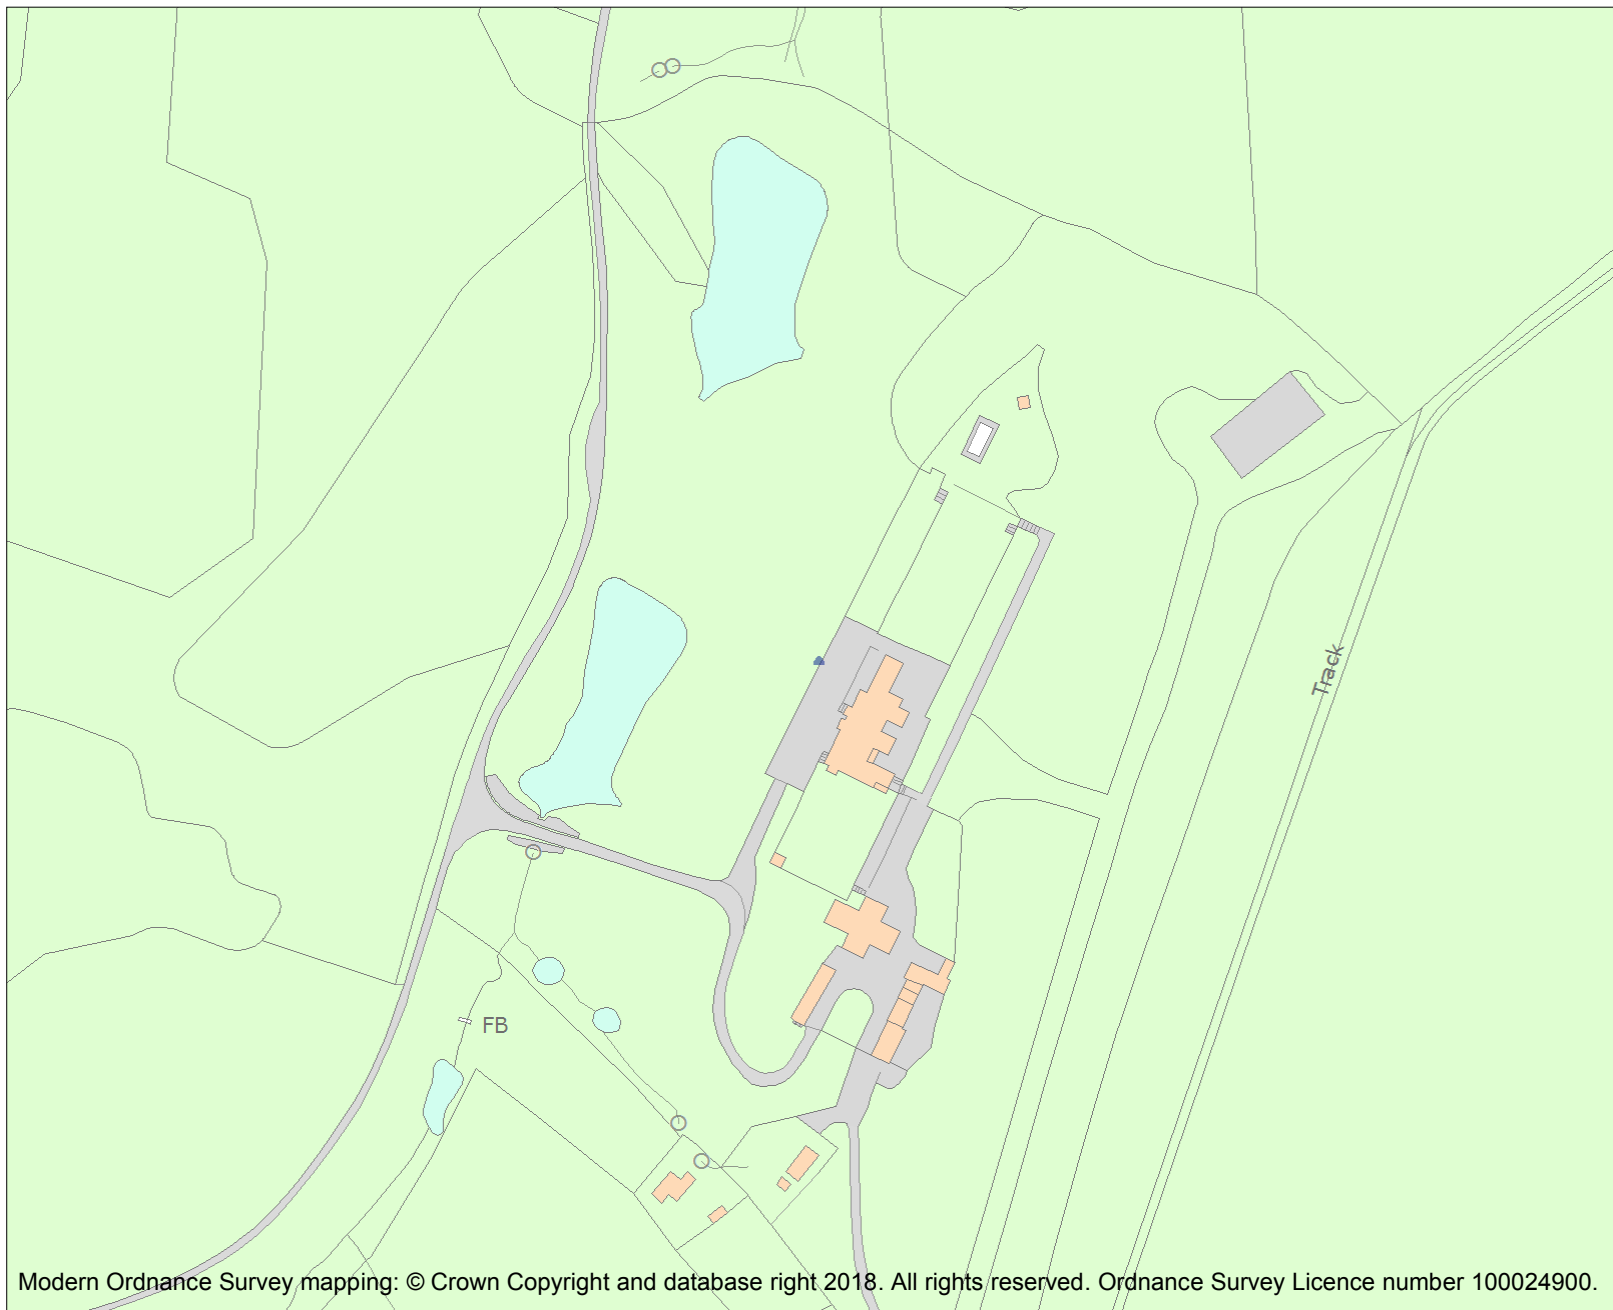 Track
FB
Modern Ordnance Survey mapping: © Crown Copyright and database right 2018. All rights reserved. Ordnance Survey Licence number 100024900.